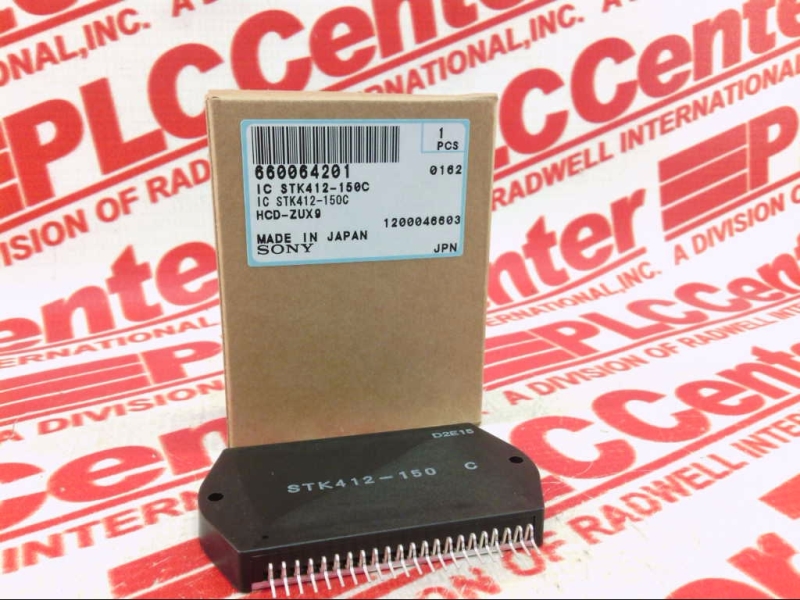 1
PCS
660064201
0162
IC STK412-150C
IC STK412-150C
HCD-ZUX9
1200046603
MADE IN JAPAN
SONY
JPN
D2E15
STK412-150 C
PLCCenter
A DIVISION OF RADWELL INTERNATIONAL, INC.